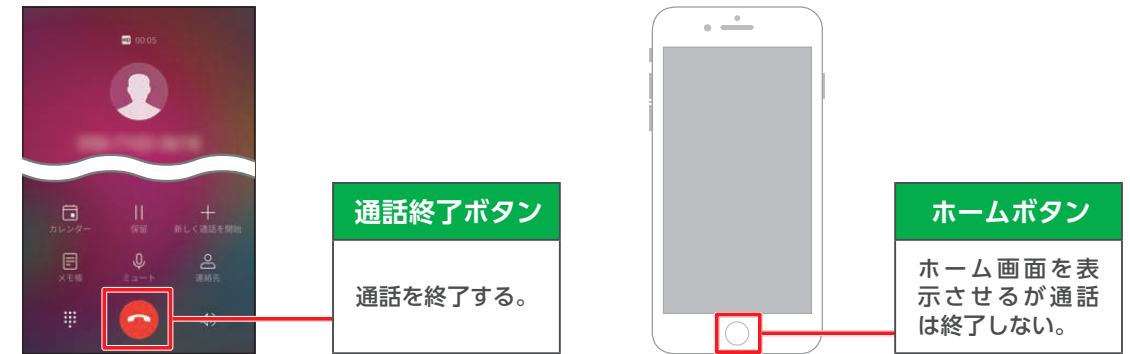 HD 00:05
カレンダー
保留
新しく通話を開始
メモ帳
ミュート
連絡先
通話終了ボタン
通話を終了する。
ホームボタン
ホーム画面を表
示させるが通話
は終了しない。